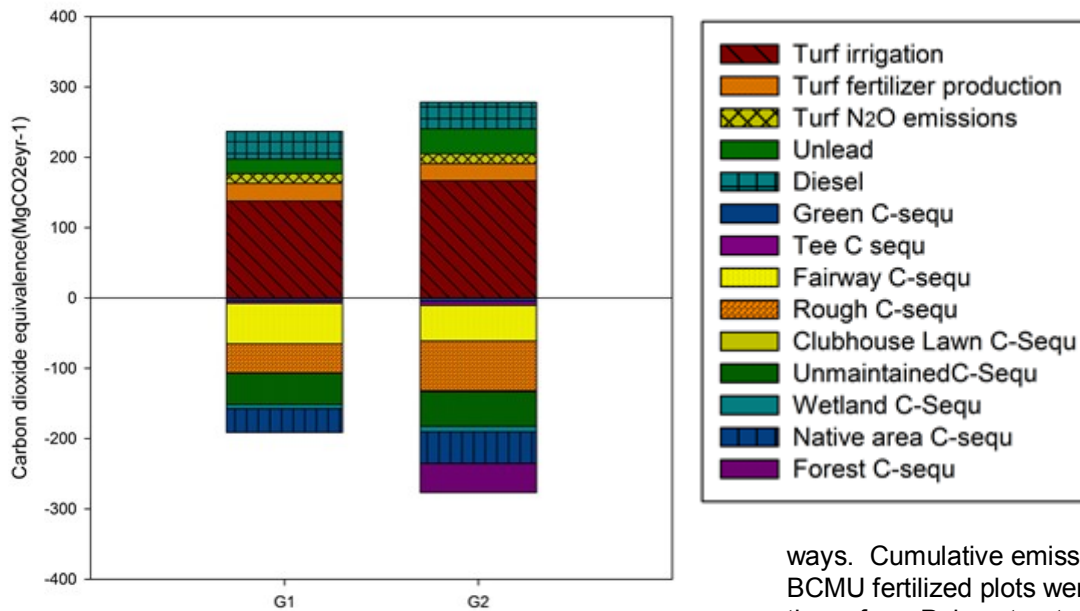 400
300
200
100
0
-100
-200
-300
-400
Carbon dioxide equivalence(MgCO2eyr-1)
G1
G2
Turf irrigation
Turf fertilizer production
Turf N2O emissions
Unlead
Diesel
Green C-sequ
Tee C sequ
Fairway C-sequ
Rough C-sequ
Clubhouse Lawn C-Sequ
UnmaintainedC-Sequ
Wetland C-Sequ
Native area C-sequ
Forest C-sequ
ways. Cumulative emiss
BCMU fertilized plots wer